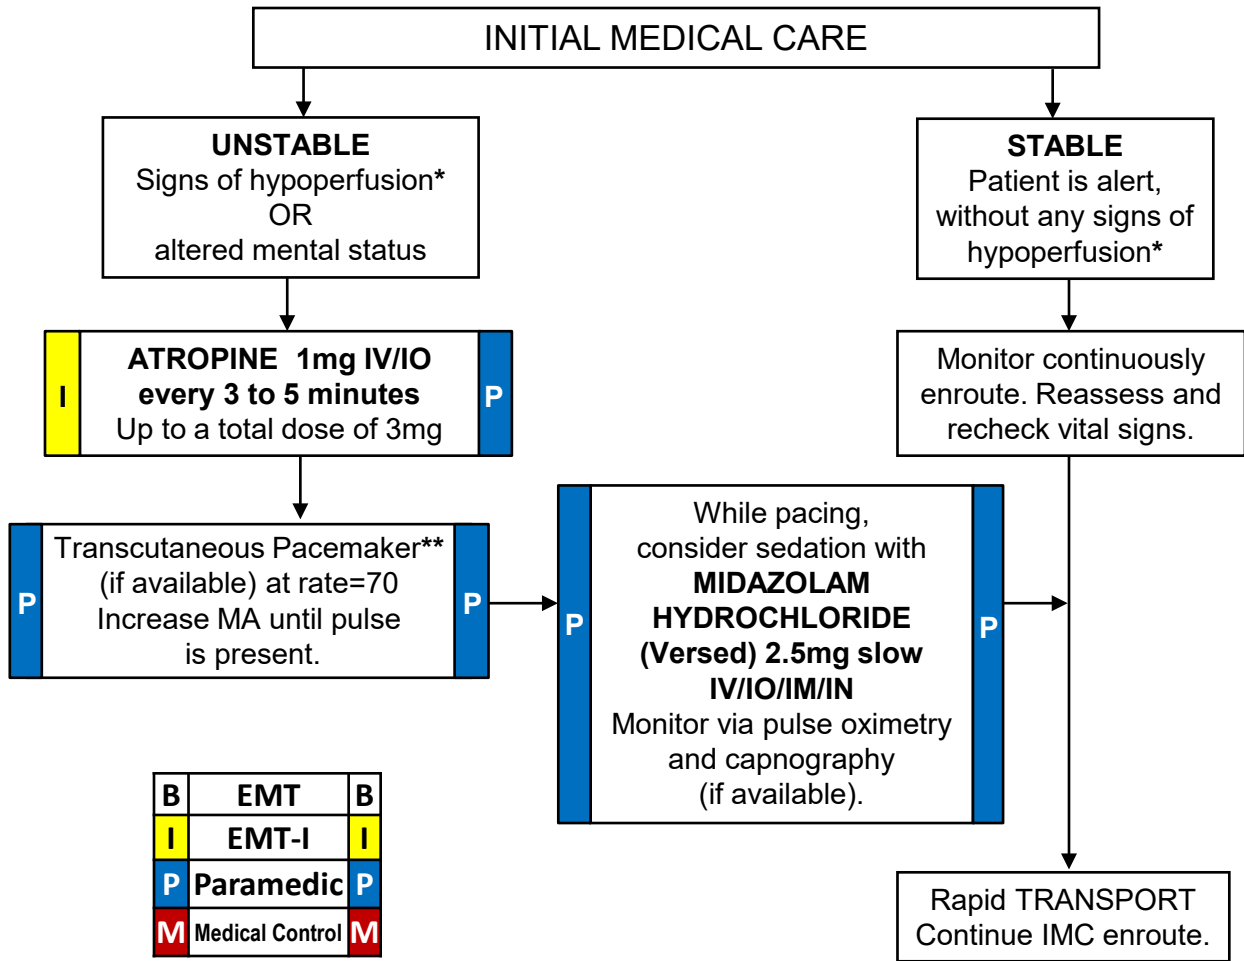 INITIAL MEDICAL CARE
UNSTABLE
Signs of hypoperfusion*
OR
altered mental status
STABLE
Patient is alert,
without any signs of
hypoperfusion*
I
ATROPINE 1mg IV/IO
every 3 to 5 minutes
Up to a total dose of 3mg
P
Monitor continuously
enroute. Reassess and
recheck vital signs.
P
Transcutaneous Pacemaker**
(if available) at rate=70
Increase MA until pulse
is present.
P
P
While pacing,
consider sedation with
MIDAZOLAM
HYDROCHLORIDE
(Versed) 2.5mg slow
IV/IO/IM/IN
Monitor via pulse oximetry
and capnography
(if available).
P
B EMT B
I EMT-I I
P Paramedic P
M Medical Control M
Rapid TRANSPORT
Continue IMC enroute.